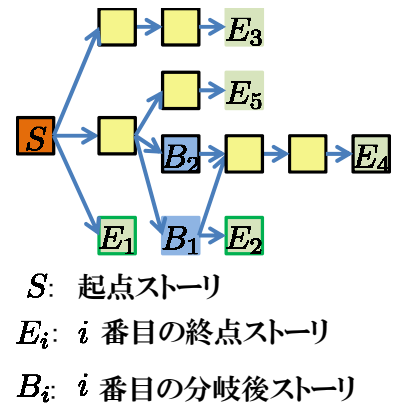 E₃
E₅
S
B₂
E₄
E₁
B₁
E₂
S: 起点ストーリ
Eᵢ: i 番目の終点ストーリ
Bᵢ: i 番目の分岐後ストーリ